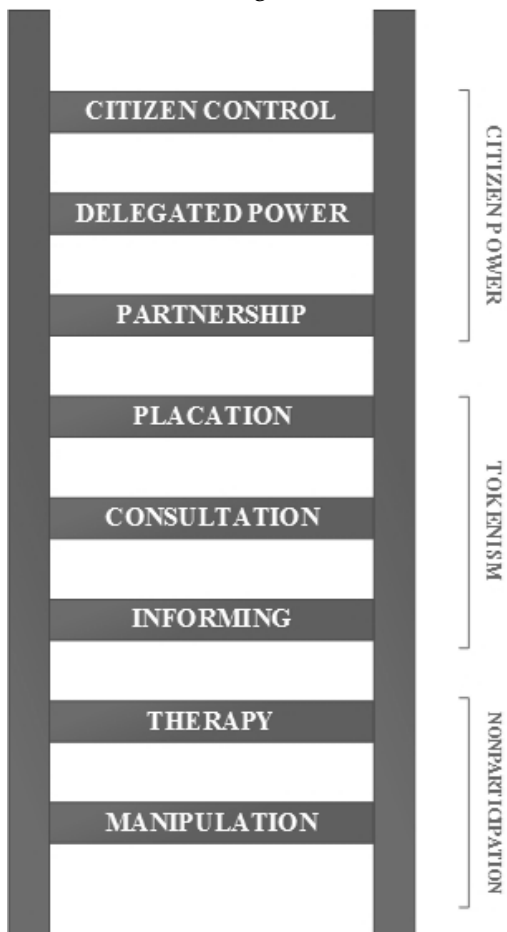 CITIZEN CONTROL
DELEGATED POWER
PARTNERSHIP
PLACATION
CONSULTATION
INFORMING
THERAPY
MANIPULATION
CITIZEN POWER
TOKENISM
NONPARTICIPATION